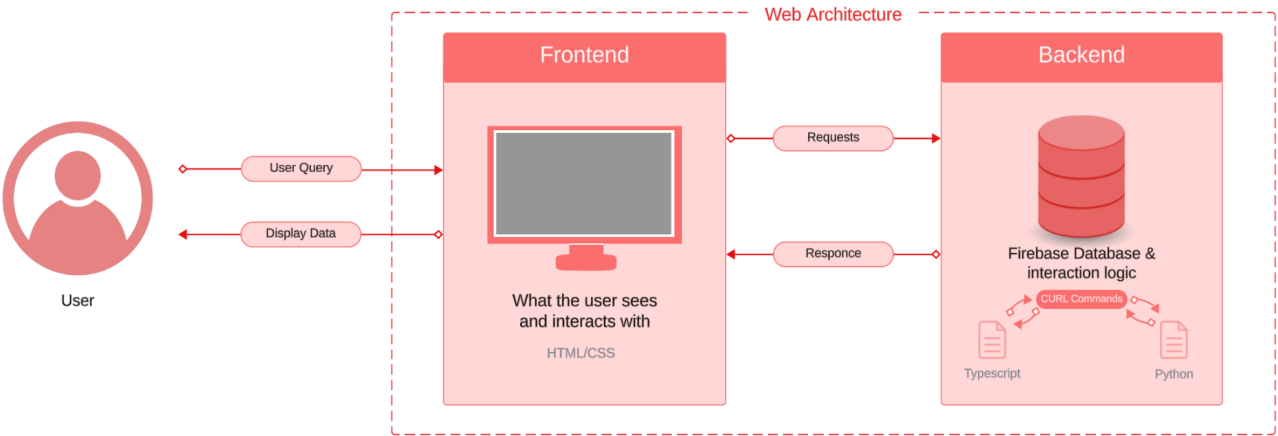 Web Architecture
Frontend
Backend
User Query
Display Data
User
What the user sees
and interacts with
HTML/CSS
Requests
Responce
Firebase Database &
interaction logic
CURL Commands
Typescript
Python